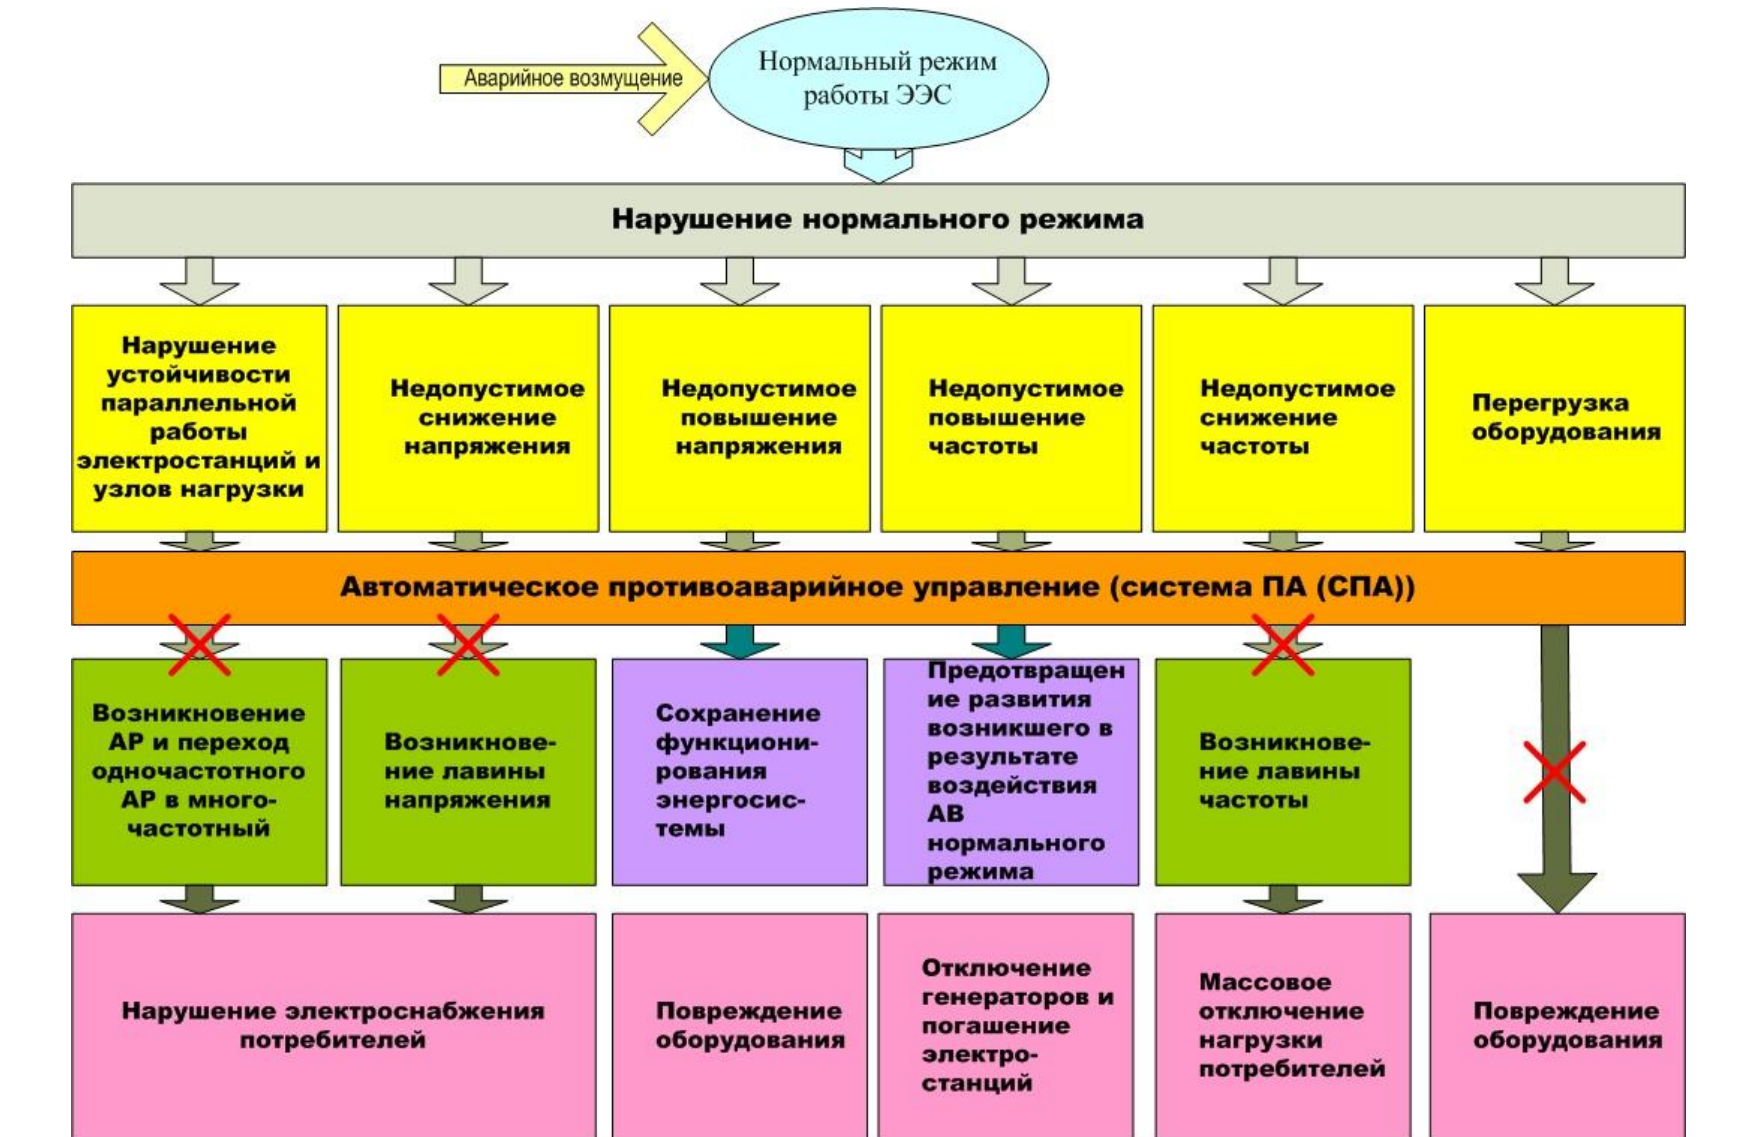 Аварийное возмущение
Нормальный режим
работы ЭЭС
Нарушение нормального режима
Нарушение
устойчивости
параллельной
работы
электростанций и
узлов нагрузки
Недопустимое
снижение
напряжения
Недопустимое
повышение
напряжения
Недопустимое
повышение
частоты
Недопустимое
снижение
частоты
Перегрузка
оборудования
Автоматическое противоаварийное управление (система ПА (СПА))
Возникновение
АР и переход
одночастотного
АР в много-
частотный
Возникнове-
ние лавины
напряжения
Сохранение
функциони-
рования
энергосис-
темы
Предотвращен
ие развития
возникшего в
результате
воздействия
АВ
нормального
режима
Возникнове-
ние лавины
частоты
Нарушение электроснабжения
потребителей
Повреждение
оборудования
Отключение
генераторов и
погашение
электро-
станций
Массовое
отключение
нагрузки
потребителей
Повреждение
оборудования